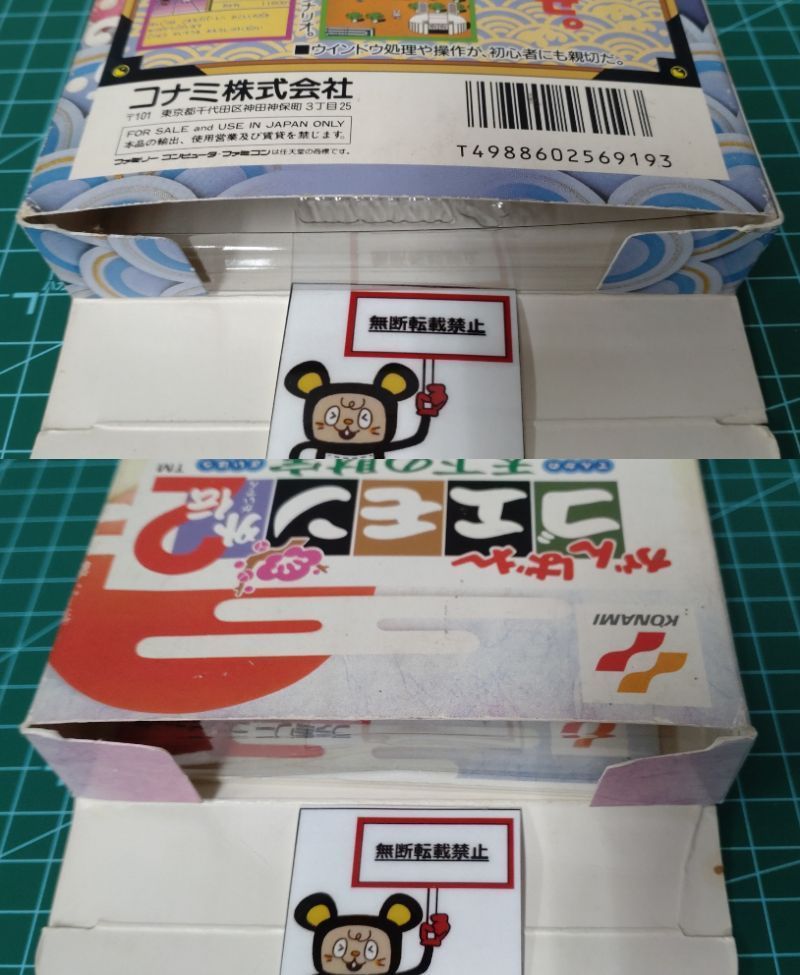 ナリオ。
■ウインドウ処理や操作が、初心者にも親切だ。
コナミ株式会社
〒101 東京都千代田区神田神保町3丁目25
FOR SALE and USE IN JAPAN ONLY
本品の輸出、使用営業及び賃貸を禁じます。
ファミリーコンピュータ・ファミコンは任天堂の商標です。
T4988602569193
無断転載禁止
天下の財宝
TM
がんばれ
ゴエモン
外伝
2
KONAMI
無断転載禁止